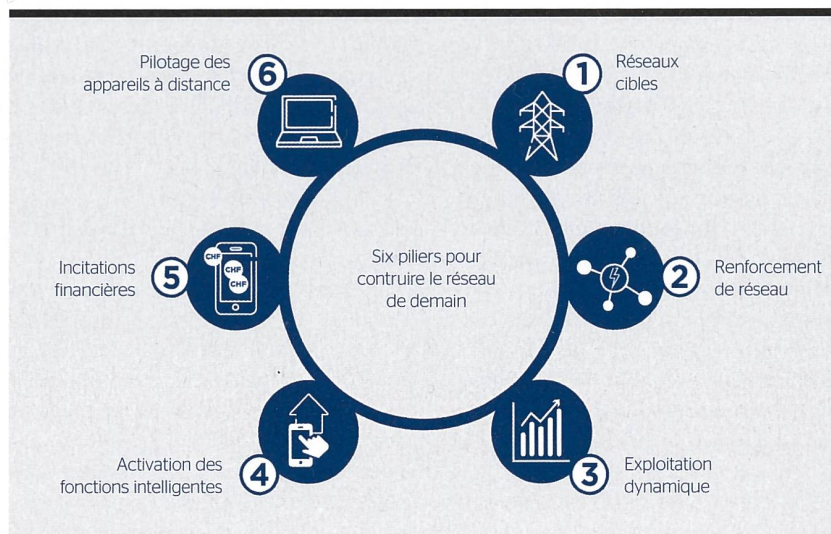 Six piliers pour
contruire le réseau
de demain
1
Réseaux
cibles
2
Renforcement
de réseau
3
Exploitation
dynamique
4
Activation des
fonctions intelligentes
5
Incitations
financières
CHF
CHF
CHF
6
Pilotage des
appareils à distance